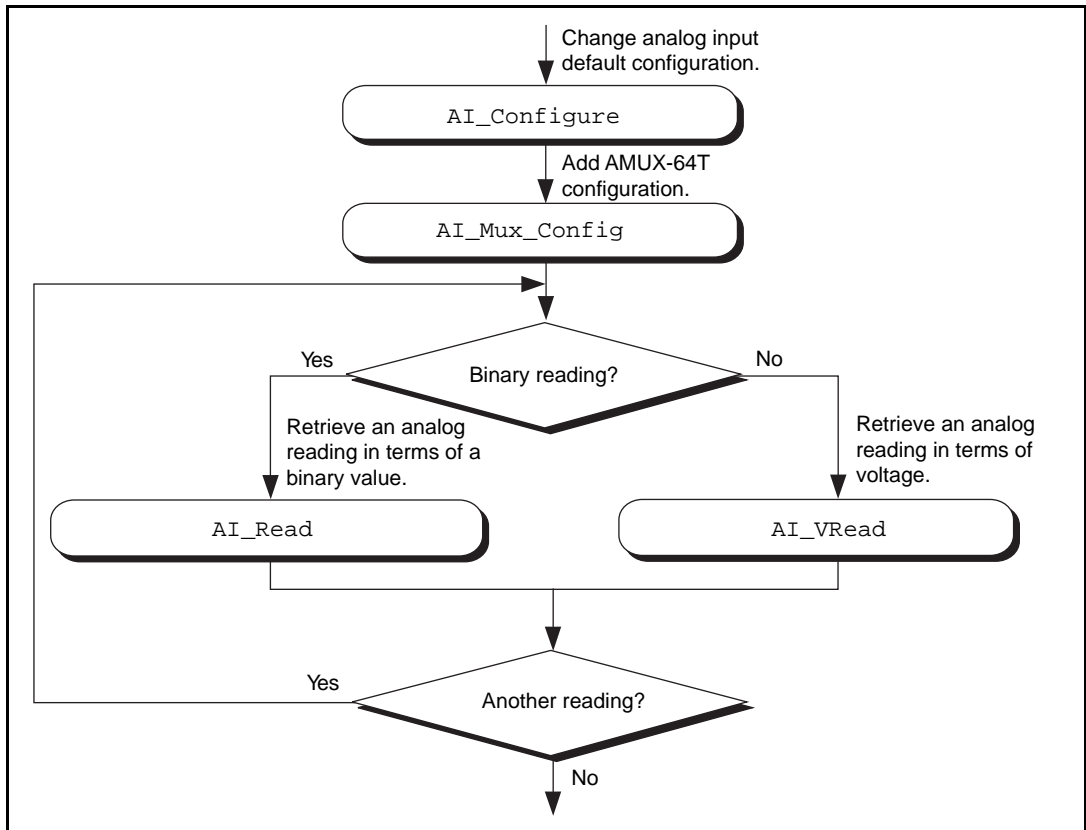 Change analog input
default configuration.
AI_Configure
Add AMUX-64T
configuration.
AI_Mux_Config
Yes
Binary reading?
No
Retrieve an analog
reading in terms of a
binary value.
Retrieve an analog
reading in terms of
voltage.
AI_Read
AI_VRead
Yes
Another reading?
No